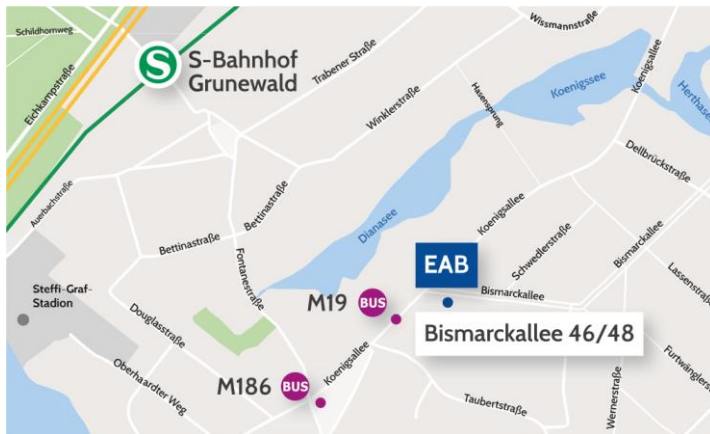 Schildhornweg
Eichkampstraße
S
S-Bahnhof
Grunewald
Trabener Straße
Wissmannstraße
Koenigsallee
Koenigssee
Hasensprung
Winklerstraße
Dellbrückstraße
Auerbachstraße
Bettinastraße
Bettinastraße
Fontanestraße
Dianasee
Koenigsallee
Schwedlerstraße
Bismarckallee
Lassenstraße
Steffi-Graf-
Stadion
EAB
Bismarckallee
M19
BUS
Bismarckallee 46/48
Douglasstraße
Oberhaardter Weg
Koenigsallee
M186
BUS
Taubertstraße
Wernerstraße